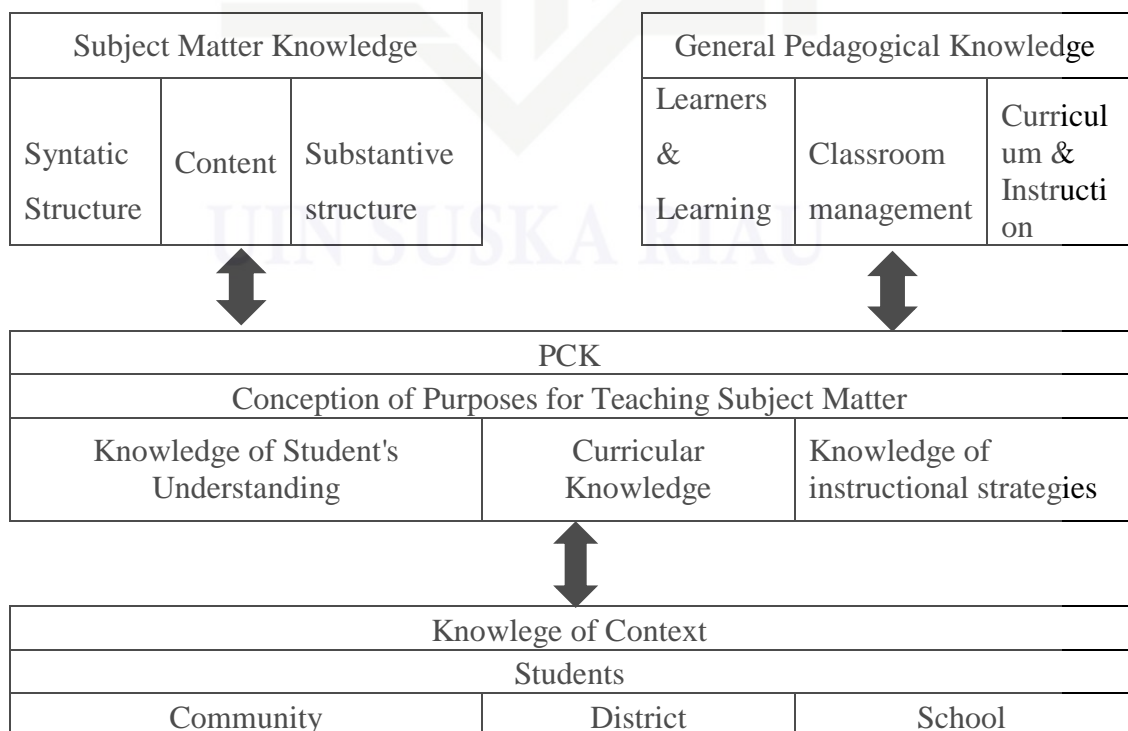 Subject Matter Knowledge
General Pedagogical Knowledge
Syntatic
Structure
Content
Substantive
structure
Learners
&
Learning
Classroom
management
Curricul
um &
Instructi
on
UIN SUSKA RIAU
PCK
Conception of Purposes for Teaching Subject Matter
Knowledge of Student's
Understanding
Curricular
Knowledge
Knowledge of
instructional strategies
Knowlege of Context
Students
Community
District
School